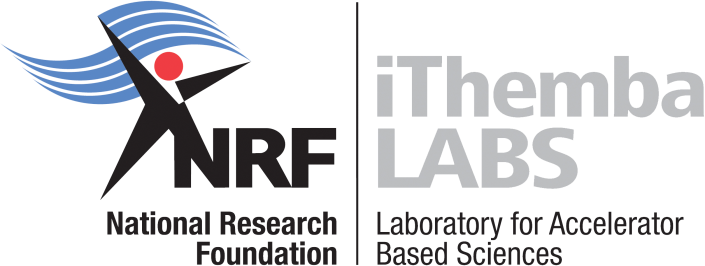 NRF
National Research
Foundation
iThemba
LABS
Laboratory for Accelerator
Based Sciences